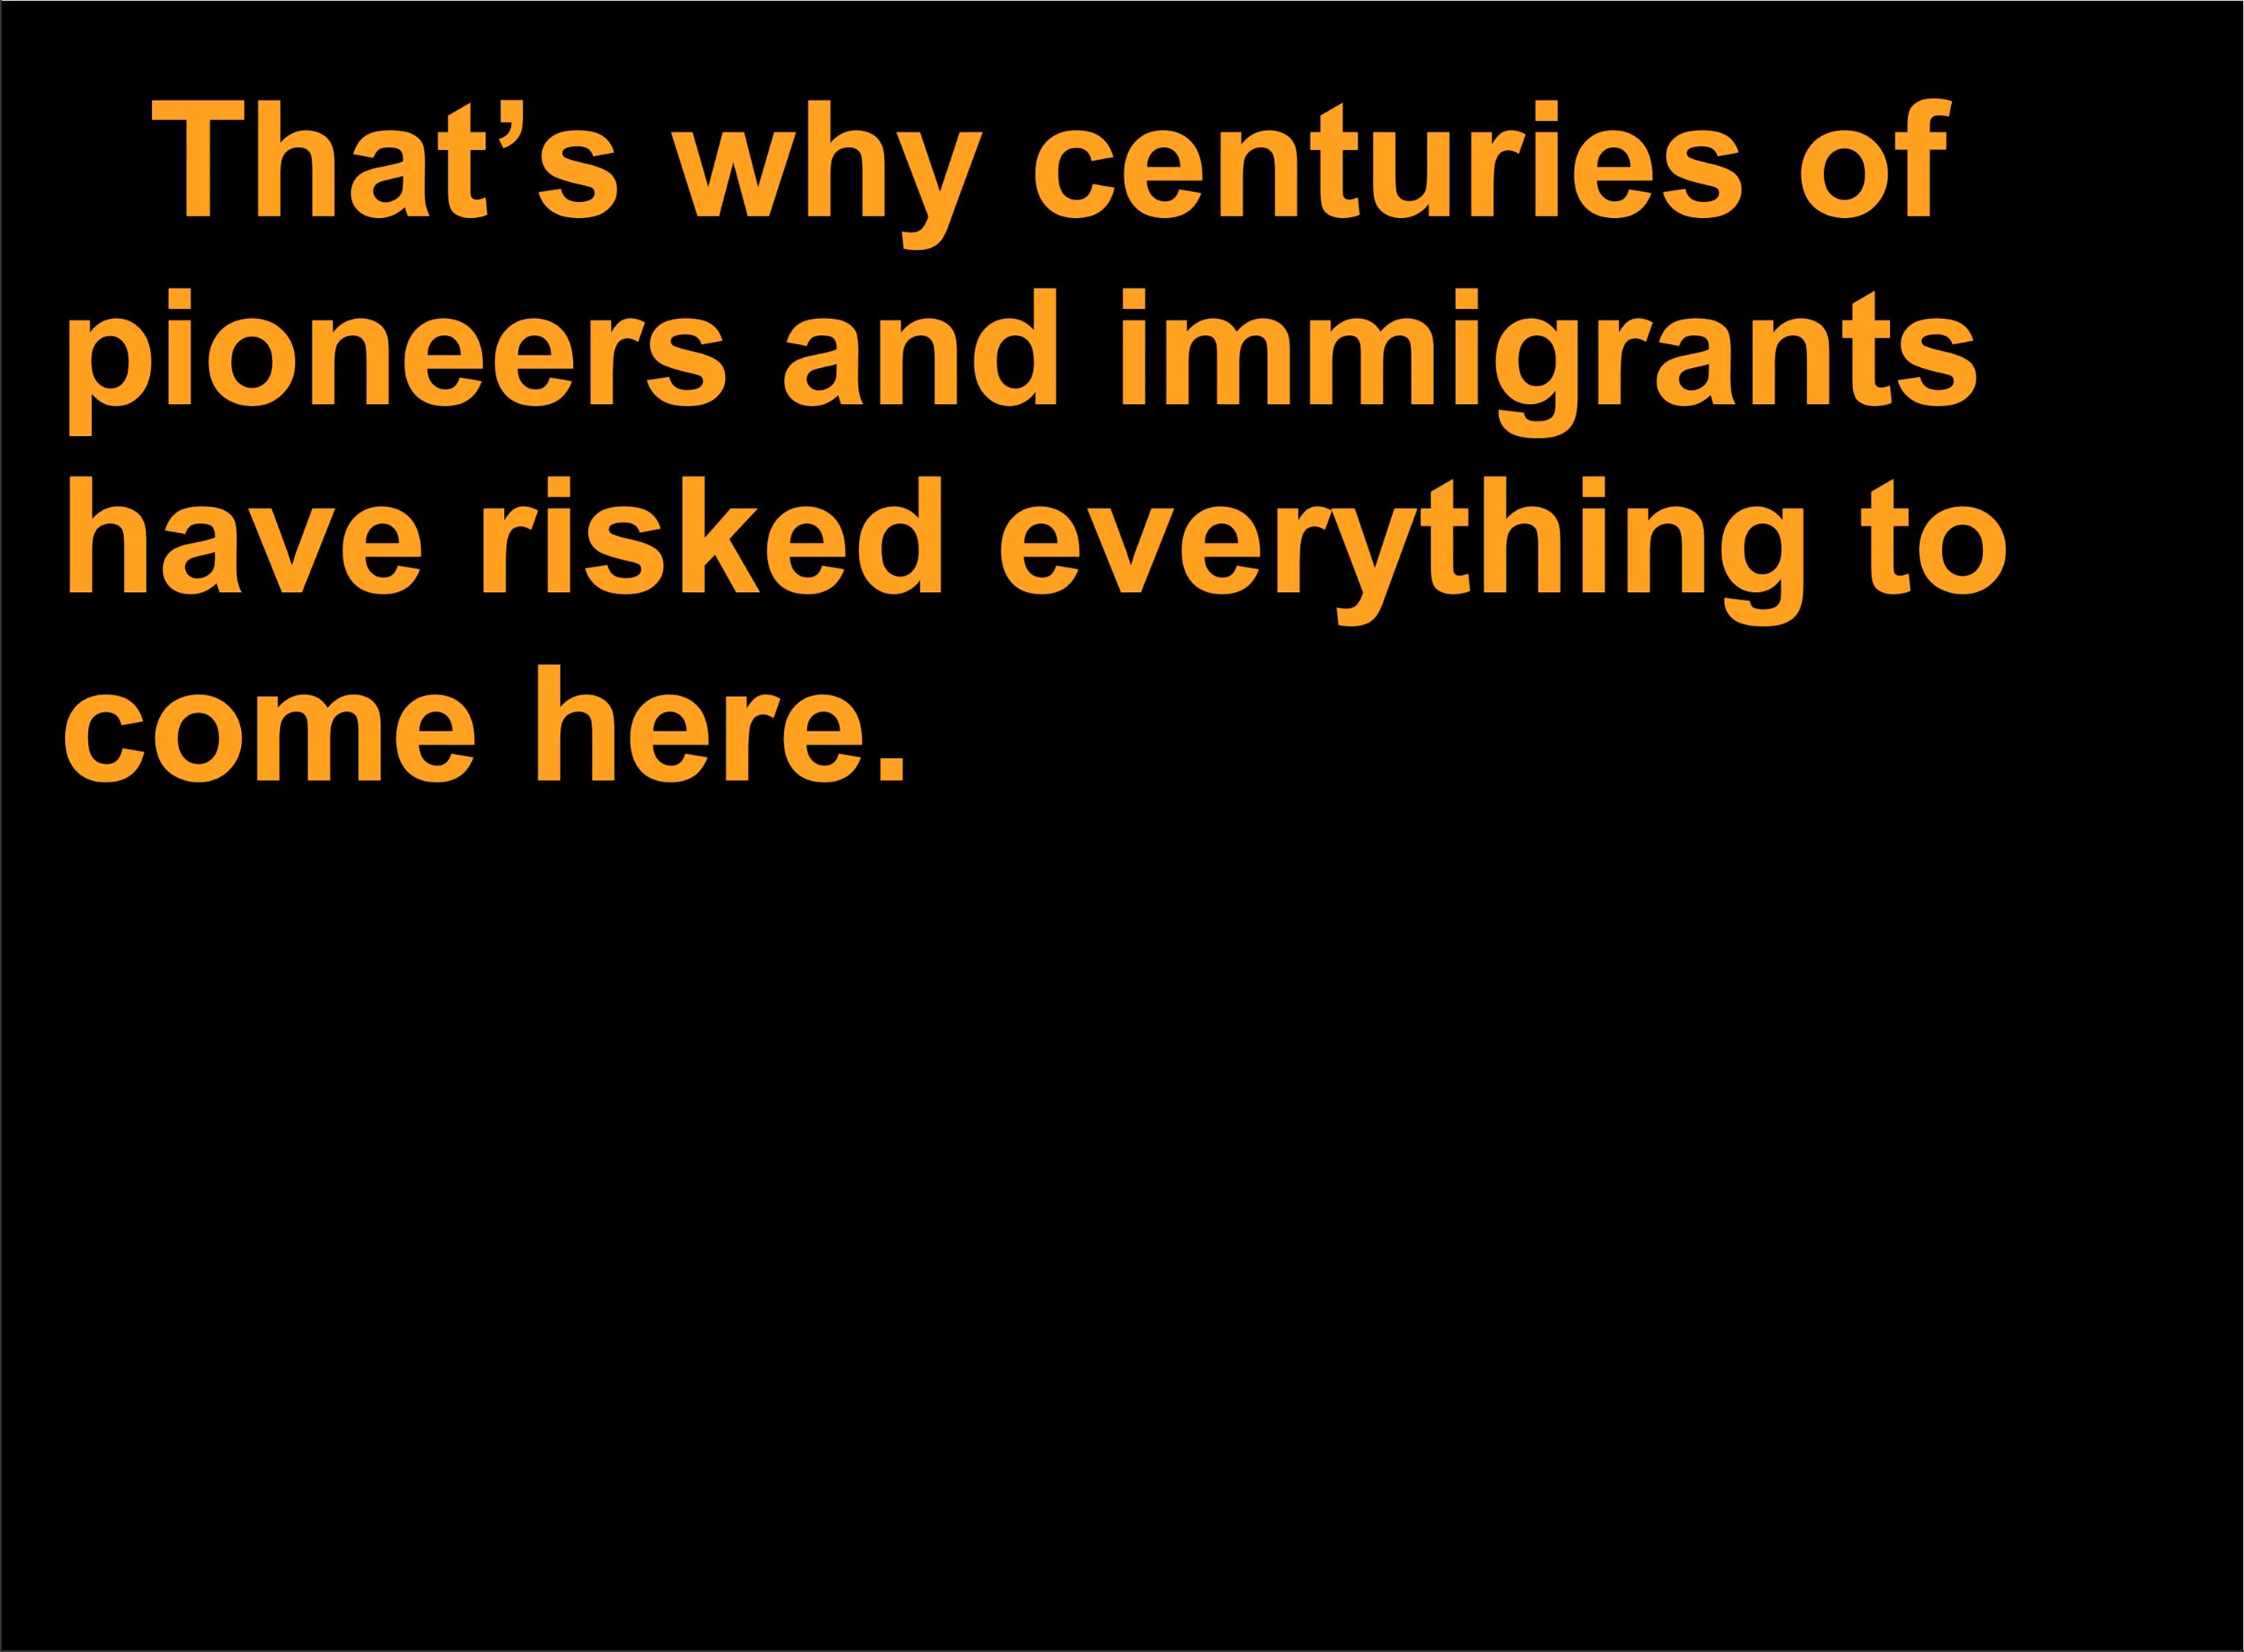 That’s why centuries of
pioneers and immigrants
have risked everything to
come here.